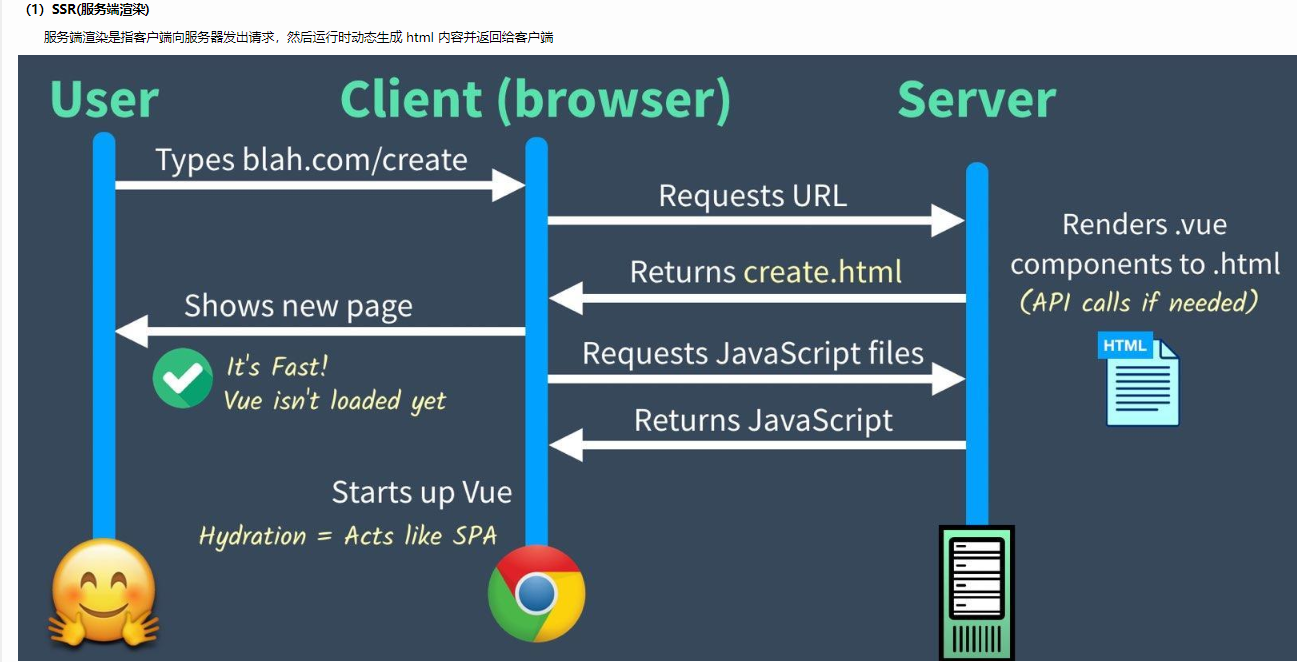 (1) SSR(服务端渲染)
服务端渲染是指客户端向服务器发出请求，然后运行时动态生成 html 内容并返回给客户端
User
Client (browser)
Server
Types blah.com/create
Requests URL
Renders .vue
components to .html
(API calls if needed)
HTML
Returns create.html
Shows new page
It's Fast!
Vue isn't loaded yet
Requests JavaScript files
Returns JavaScript
Starts up Vue
Hydration = Acts like SPA